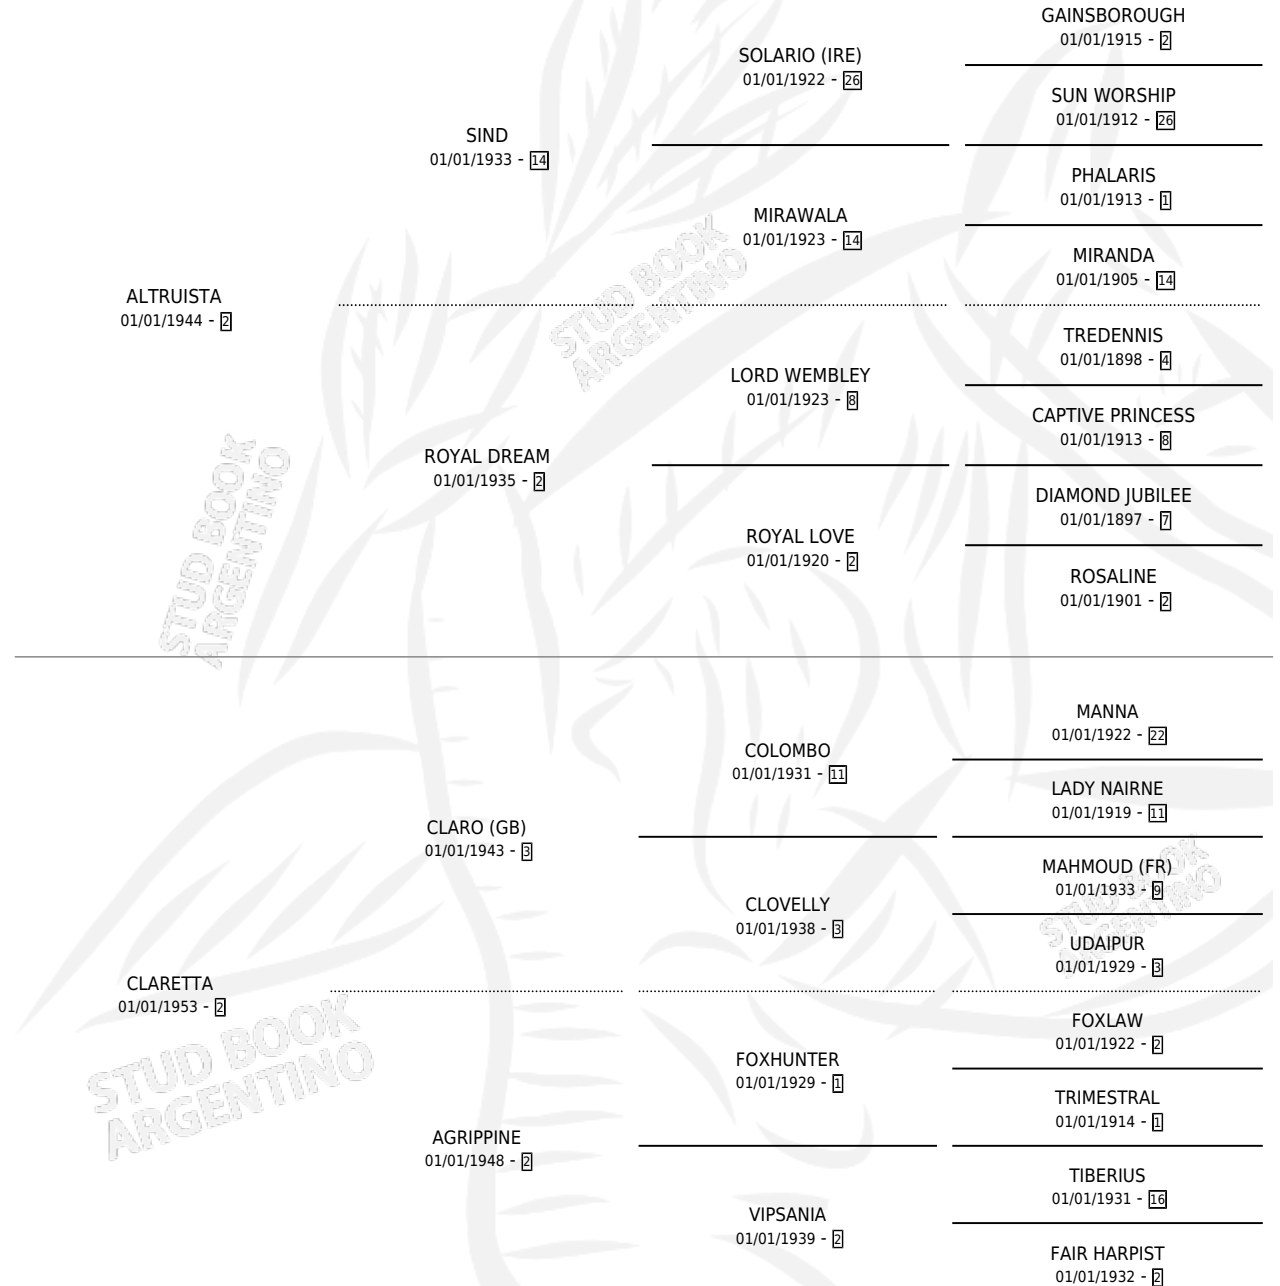 GAINSBOROUGH
01/01/1915 - 2
SOLARIO (IRE)
01/01/1922 - 26
SUN WORSHIP
01/01/1912 - 26
SIND
01/01/1933 - 14
PHALARIS
01/01/1913 - 1
MIRAWALA
01/01/1923 - 14
MIRANDA
01/01/1905 - 14
ALTRUISTA
01/01/1944 - 2
TREDENNIS
01/01/1898 - 4
LORD WEMBLEY
01/01/1923 - 8
CAPTIVE PRINCESS
01/01/1913 - 8
ROYAL DREAM
01/01/1935 - 2
DIAMOND JUBILEE
01/01/1897 - 7
ROYAL LOVE
01/01/1920 - 2
ROSALINE
01/01/1901 - 2
STUD BOOK
ARGENTINO
STUD BOOK
ARGENTINO
MANNA
01/01/1922 - 22
COLOMBO
01/01/1931 - 11
LADY NAIRNE
01/01/1919 - 11
CLARO (GB)
01/01/1943 - 3
MAHMOUD (FR)
01/01/1933 - 9
CLOVELLY
01/01/1938 - 3
UDAIPUR
01/01/1929 - 3
STUD BOOK
ARGENTINO
CLARETTA
01/01/1953 - 2
FOXLAW
01/01/1922 - 2
FOXHUNTER
01/01/1929 - 1
TRIMESTRAL
01/01/1914 - 1
AGRIPPINE
01/01/1948 - 2
TIBERIUS
01/01/1931 - 16
VIPSANIA
01/01/1939 - 2
FAIR HARPIST
01/01/1932 - 2
STUD BOOK
ARGENTINO